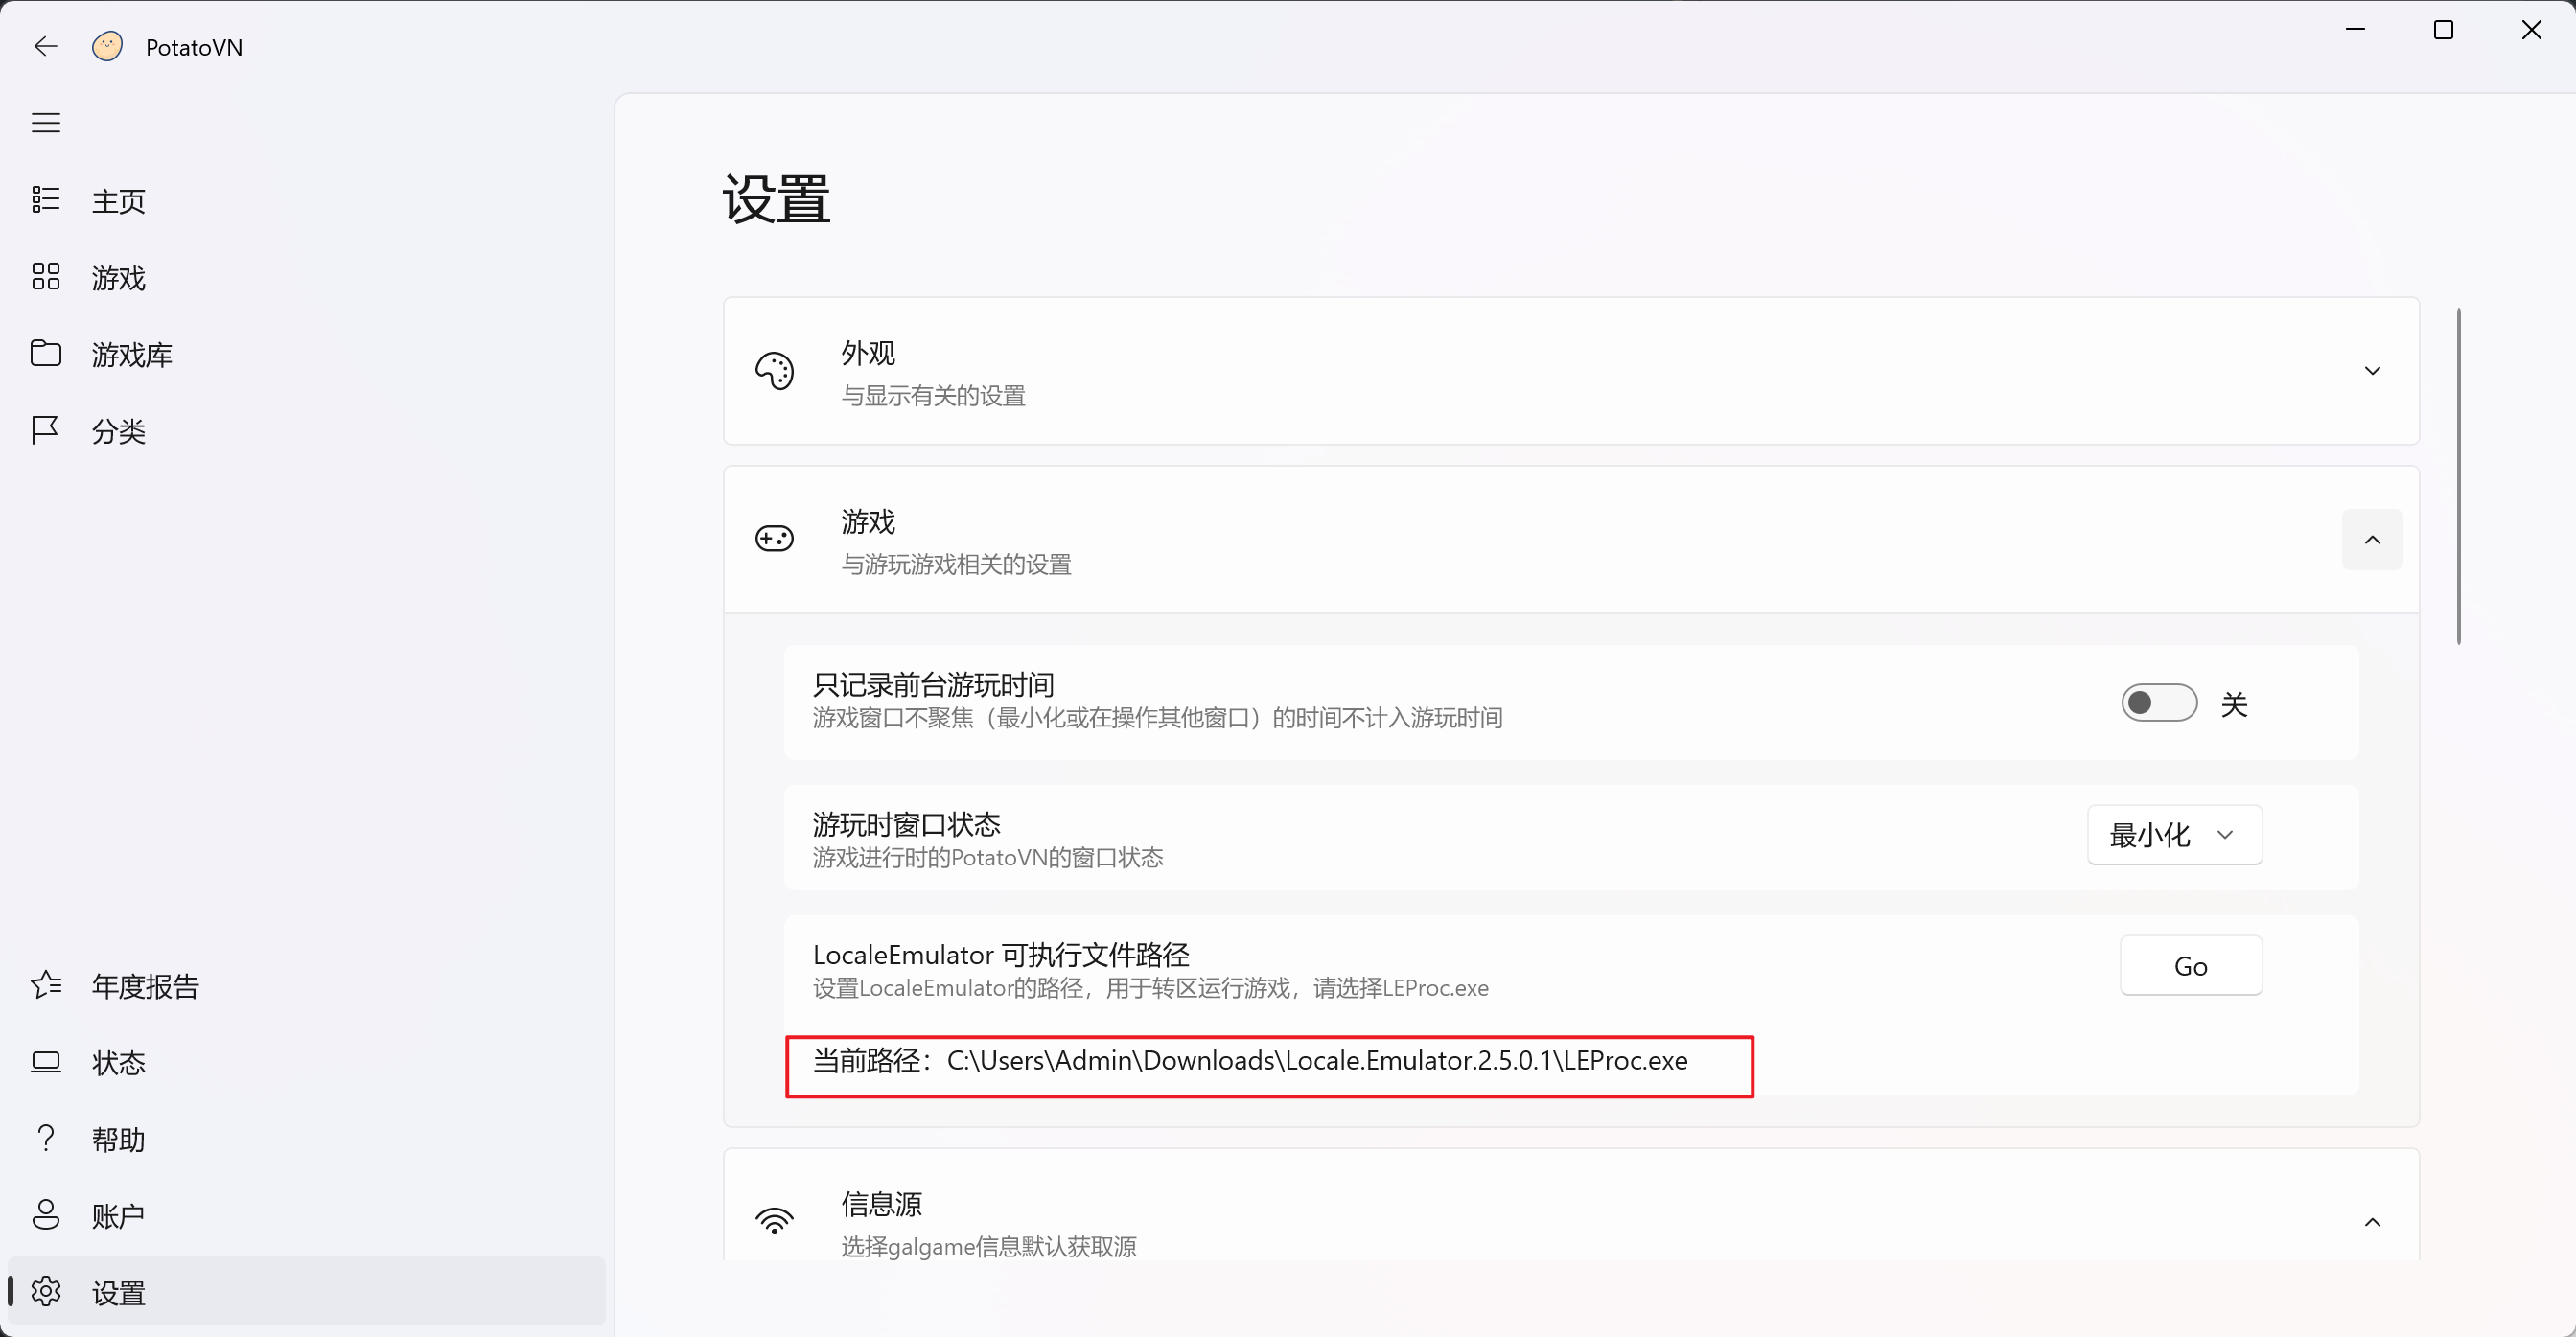 PotatoVN
主页
游戏
游戏库
分类
年度报告
状态
帮助
账户
设置
设置
外观
与显示有关的设置
游戏
与游玩游戏相关的设置
只记录前台游玩时间
游戏窗口不聚焦（最小化或在操作其他窗口）的时间不计入游玩时间
关
游玩时窗口状态
游戏进行时的PotatoVN的窗口状态
最小化
LocaleEmulator 可执行文件路径
设置LocaleEmulator的路径，用于转区运行游戏，请选择LEProc.exe
Go
当前路径：C:\Users\Admin\Downloads\Locale.Emulator.2.5.0.1\LEProc.exe
信息源
选择galgame信息默认获取源